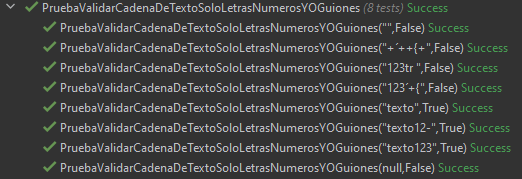 PruebaValidarCadenaDeTextoSoloLetrasNumerosYOGuiones (8 tests) Success
PruebaValidarCadenaDeTextoSoloLetrasNumerosYOGuiones("",False) Success
PruebaValidarCadenaDeTextoSoloLetrasNumerosYOGuiones("+´++{+",False) Success
PruebaValidarCadenaDeTextoSoloLetrasNumerosYOGuiones("123tr ",False) Success
PruebaValidarCadenaDeTextoSoloLetrasNumerosYOGuiones("123´+{",False) Success
PruebaValidarCadenaDeTextoSoloLetrasNumerosYOGuiones("texto",True) Success
PruebaValidarCadenaDeTextoSoloLetrasNumerosYOGuiones("texto12-",True) Success
PruebaValidarCadenaDeTextoSoloLetrasNumerosYOGuiones("texto123",True) Success
PruebaValidarCadenaDeTextoSoloLetrasNumerosYOGuiones(null,False) Success